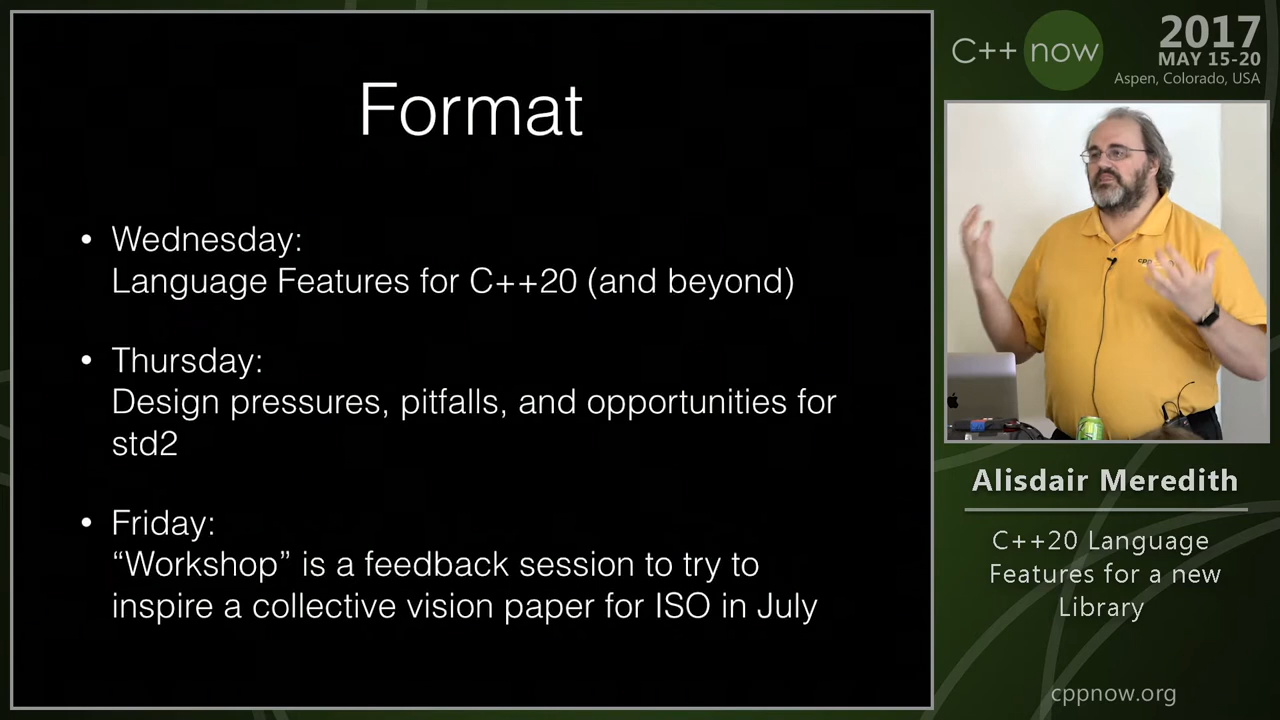 Format
• Wednesday:
Language Features for C++20 (and beyond)
• Thursday:
Design pressures, pitfalls, and opportunities for
std2
• Friday:
“Workshop” is a feedback session to try to
inspire a collective vision paper for ISO in July
C++ now
2017
MAY 15-20
Aspen, Colorado, USA
Alisdair Meredith
C++20 Language
Features for a new
Library
cppnow.org